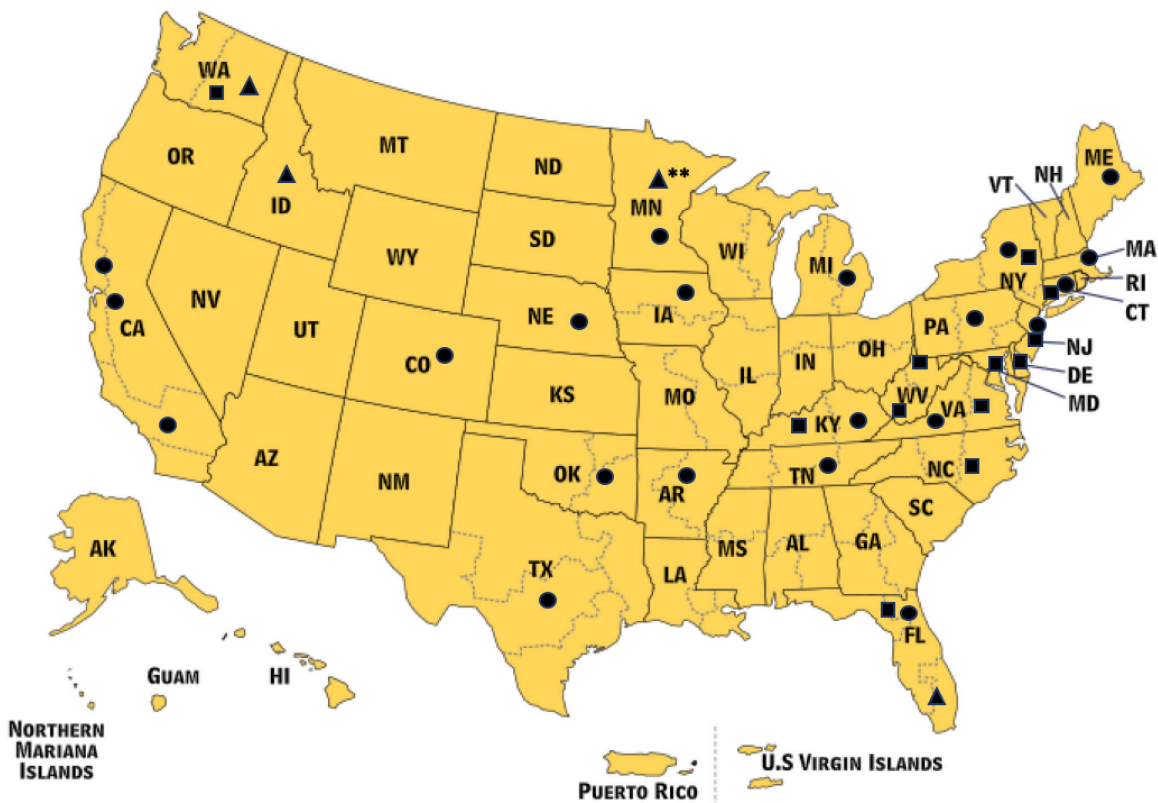 WA
MT
ND
ME
OR
**
NH
VT
ID
MN
SD
WI
MA
WY
MI
NY
RI
NV
NE
IA
CT
CA
UT
PA
CO
IN
OH
NJ
IL
DE
KS
MO
WV
VA
MD
KY
AZ
OK
NC
NM
TN
AR
SC
AK
TX
MS
AL
GA
LA
FL
GUAM
HI
NORTHERN
MARIANA
ISLANDS
PUERTO RICO
U.S VIRGIN ISLANDS